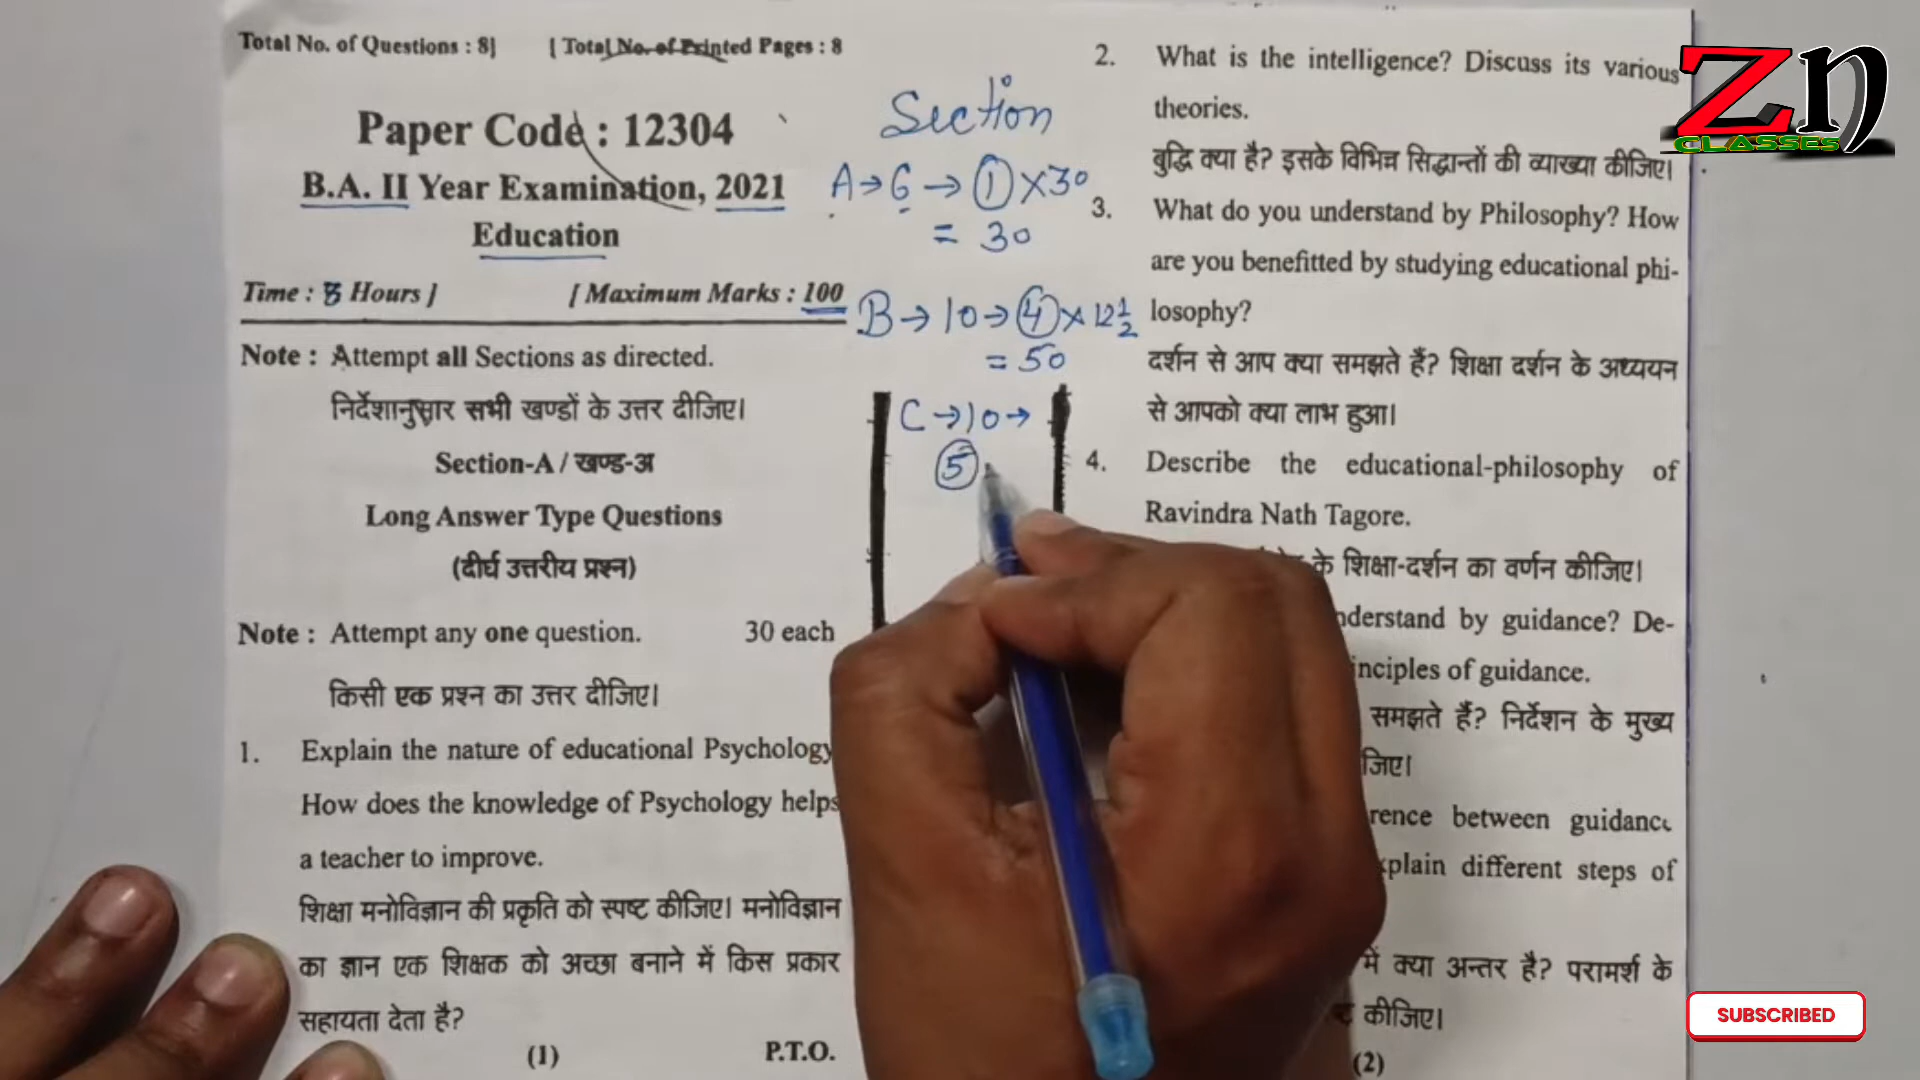 Total No. of Questions : 8] [ Total No. of Printed Pages : 8
Paper Code : 12304
B.A. II Year Examination, 2021
Education
Time : 3 Hours ] [ Maximum Marks : 100
Note : Attempt all Sections as directed.
निर्देशानुसार सभी खण्डों के उत्तर दीजिए।
Section-A / खण्ड-अ
Long Answer Type Questions
(दीर्घ उत्तरीय प्रश्न)
Note : Attempt any one question. 30 each
किसी एक प्रश्न का उत्तर दीजिए।
1. Explain the nature of educational Psychology
How does the knowledge of Psychology helps
a teacher to improve.
शिक्षा मनोविज्ञान की प्रकृति को स्पष्ट कीजिए। मनोविज्ञान
का ज्ञान एक शिक्षक को अच्छा बनाने में किस प्रकार
सहायता देता है?
(1) P.T.O.
Section
A → 6 → 1 × 30
= 30
B → 10 → 4 × 12 1/2
= 50
C → 10 →
5
2. What is the intelligence? Discuss its various
theories.
बुद्धि क्या है? इसके विभिन्न सिद्धान्तों की व्याख्या कीजिए।
3. What do you understand by Philosophy? How
are you benefitted by studying educational phi-
losophy?
दर्शन से आप क्या समझते हैं? शिक्षा दर्शन के अध्ययन
से आपको क्या लाभ हुआ।
4. Describe the educational-philosophy of
Ravindra Nath Tagore.
के शिक्षा-दर्शन का वर्णन कीजिए।
understand by guidance? De-
principles of guidance.
समझते हैं? निर्देशन के मुख्य
between guidance
explain different steps of
में क्या अन्तर है? परामर्श के
कीजिए।
(2)
Zn
CLASSES
SUBSCRIBED